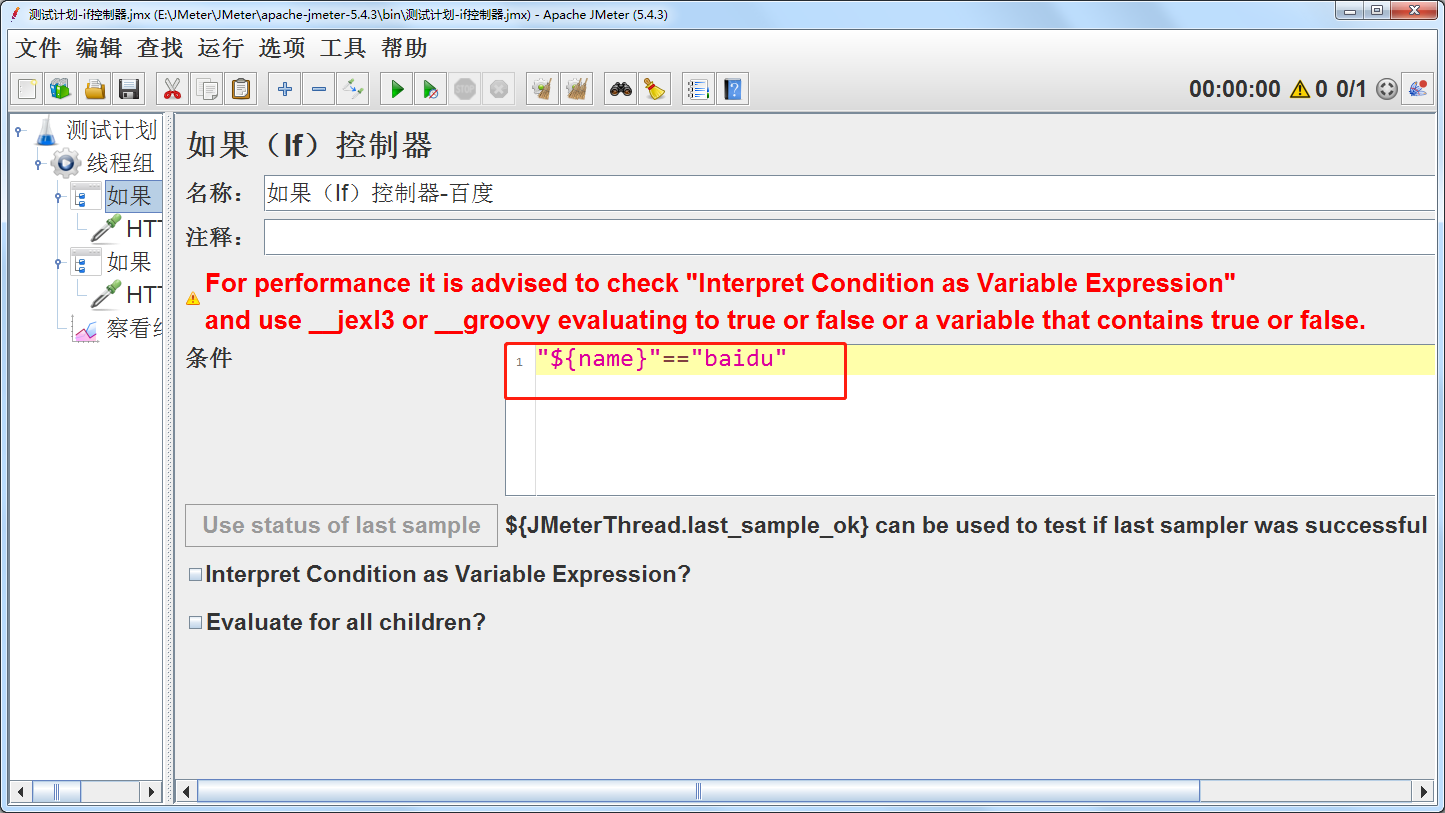 测试计划-if控制器.jmx (E:\JMeter\JMeter\apache-jmeter-5.4.3\bin\测试计划-if控制器.jmx) - Apache JMeter (5.4.3)
文件 编辑 查找 运行 选项 工具 帮助
STOP
00:00:00 0 0/1
测试计划
线程组
如果
HTT
如果
HTT
察看结
如果（If）控制器
名称： 如果（If）控制器-百度
注释：
For performance it is advised to check "Interpret Condition as Variable Expression"
and use __jexl3 or __groovy evaluating to true or false or a variable that contains true or false.
条件
1 "${name}"=="baidu"
Use status of last sample ${JMeterThread.last_sample_ok} can be used to test if last sampler was successful
Interpret Condition as Variable Expression?
Evaluate for all children?